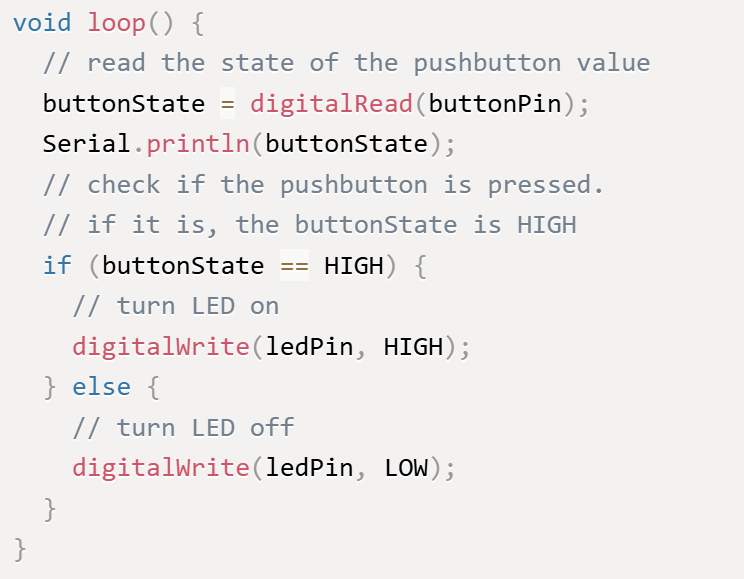 void loop() {
  // read the state of the pushbutton value
  buttonState = digitalRead(buttonPin);
  Serial.println(buttonState);
  // check if the pushbutton is pressed.
  // if it is, the buttonState is HIGH
  if (buttonState == HIGH) {
    // turn LED on
    digitalWrite(ledPin, HIGH);
  } else {
    // turn LED off
    digitalWrite(ledPin, LOW);
  }
}